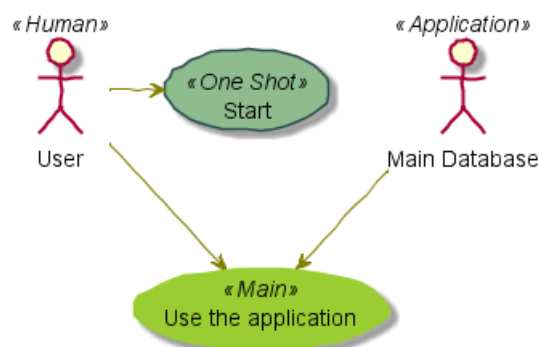 «Human»
User
«One Shot»
Start
«Application»
Main Database
«Main»
Use the application